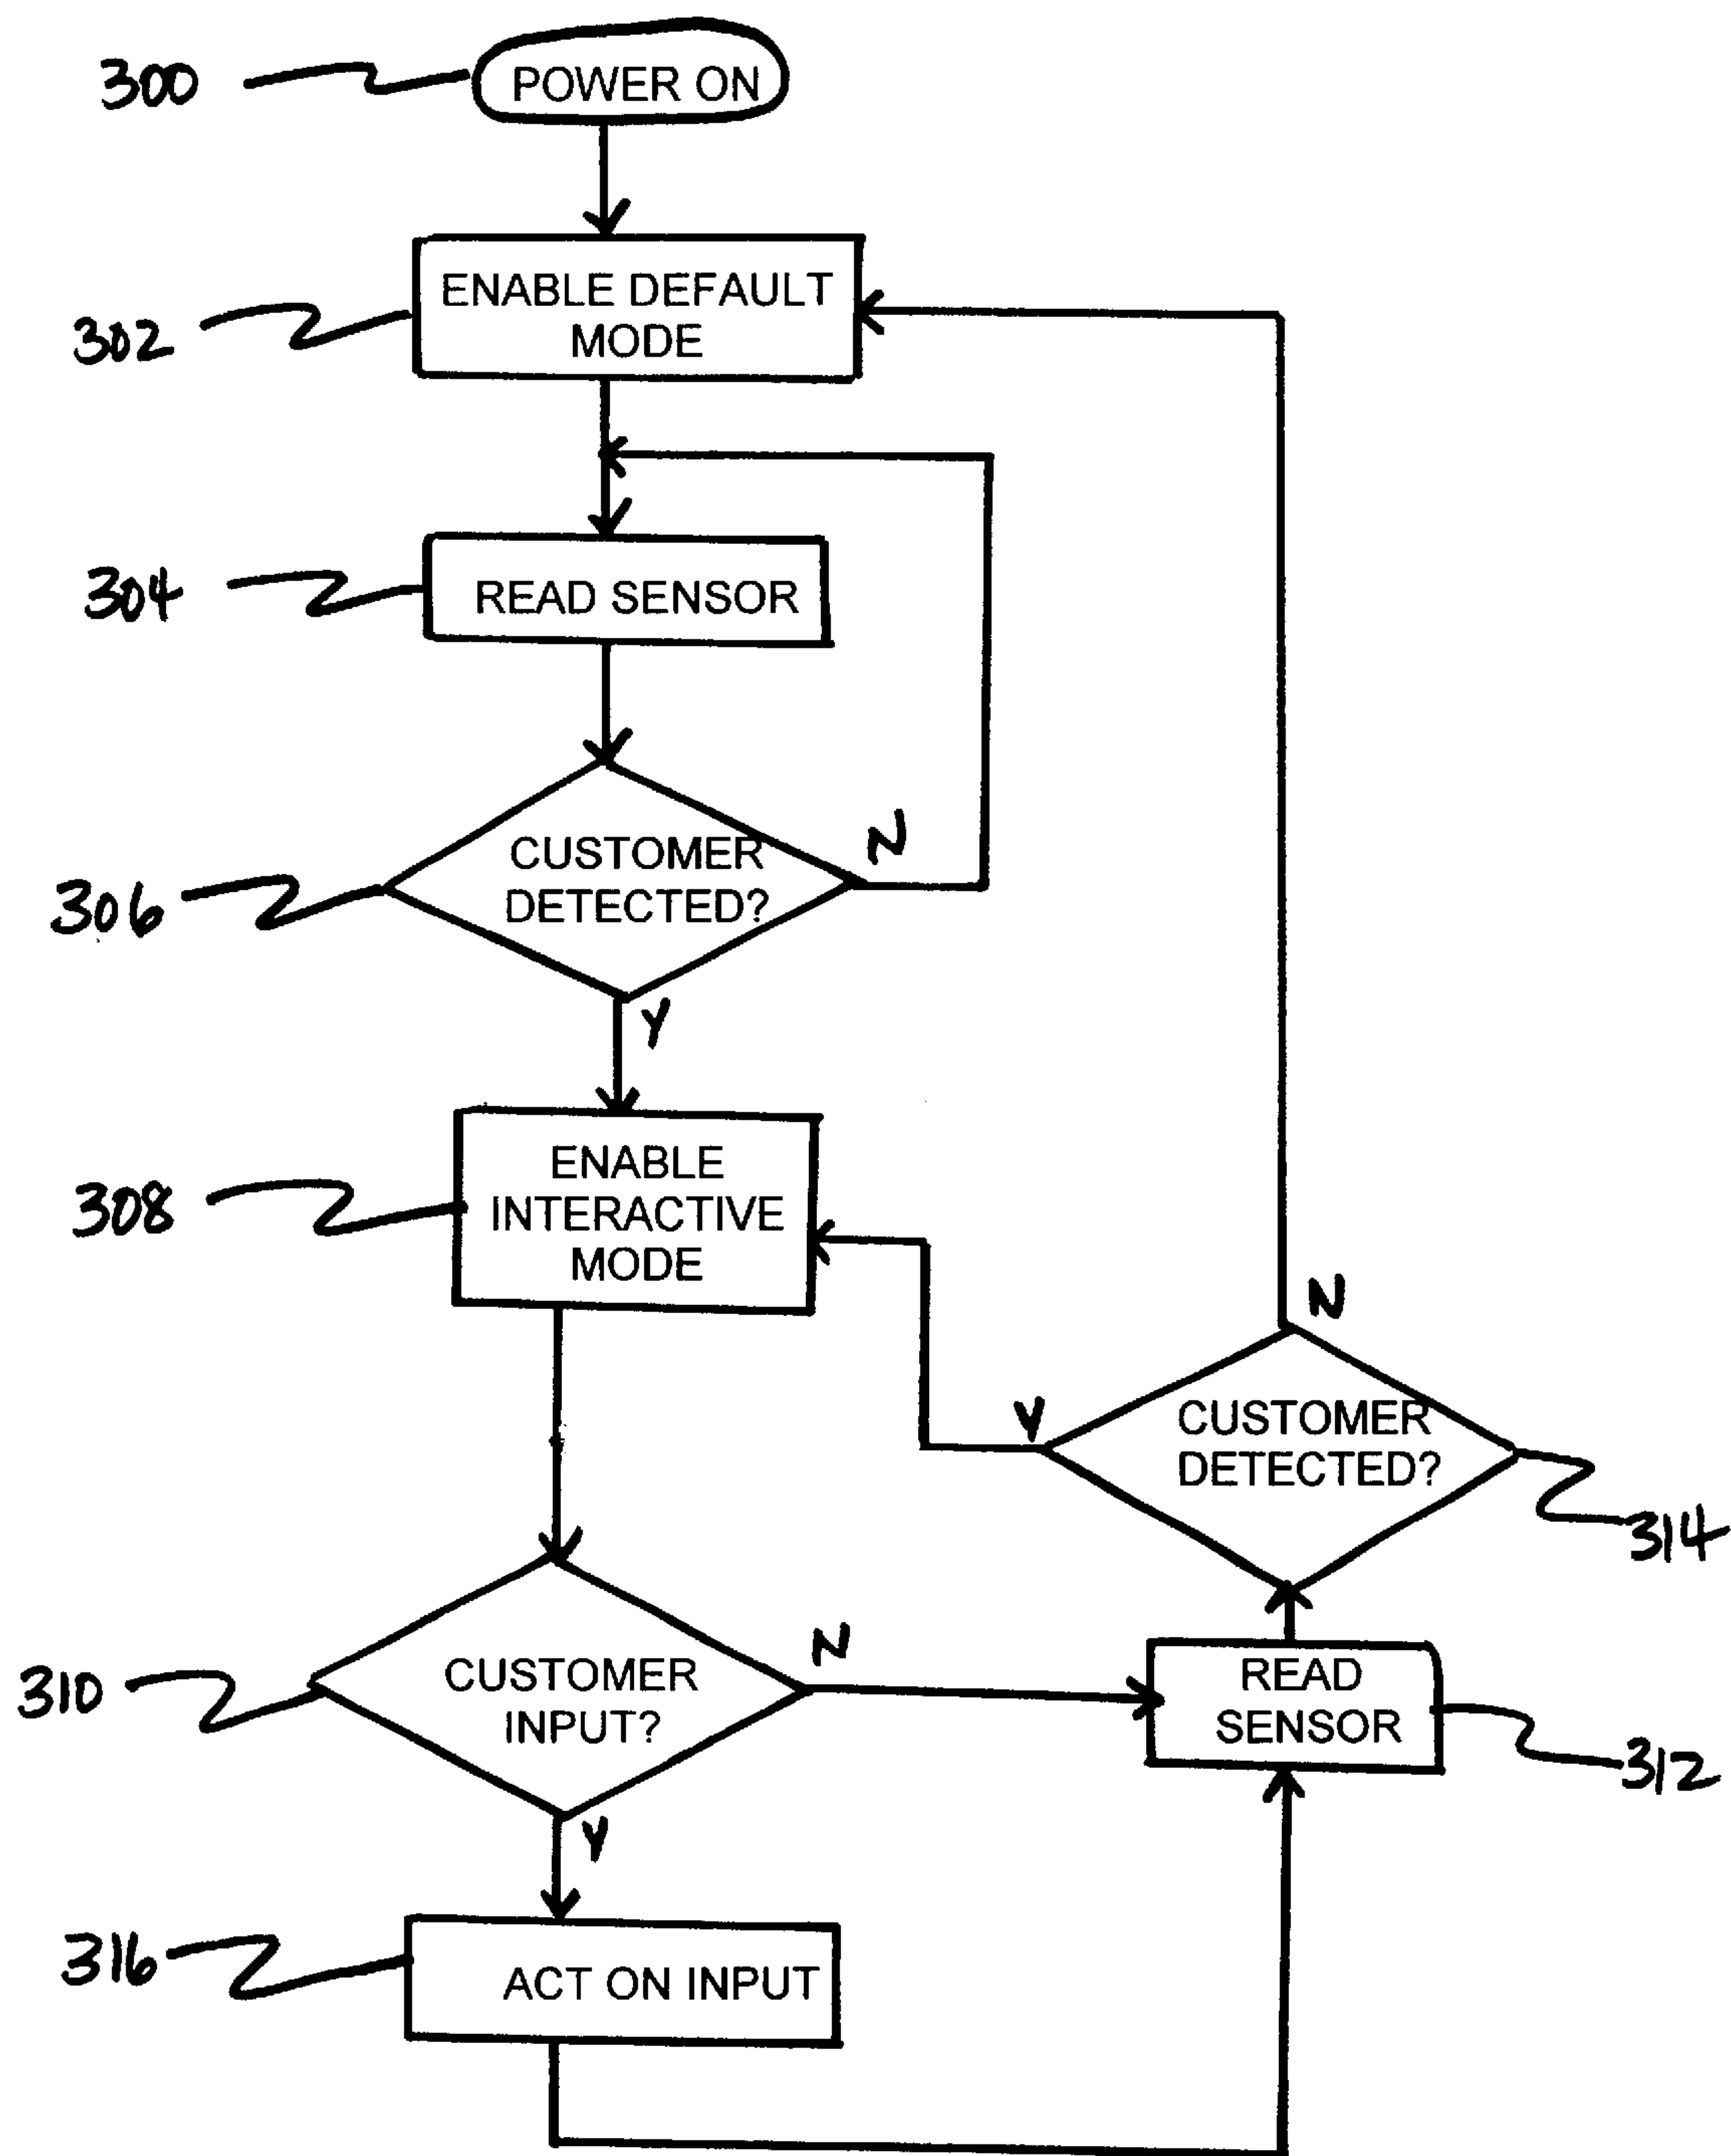 300
POWER ON
302
ENABLE DEFAULT
MODE
304
READ SENSOR
306
CUSTOMER
DETECTED?
N
Y
308
ENABLE
INTERACTIVE
MODE
N
Y
CUSTOMER
DETECTED?
314
310
CUSTOMER
INPUT?
N
READ
SENSOR
312
Y
316
ACT ON INPUT